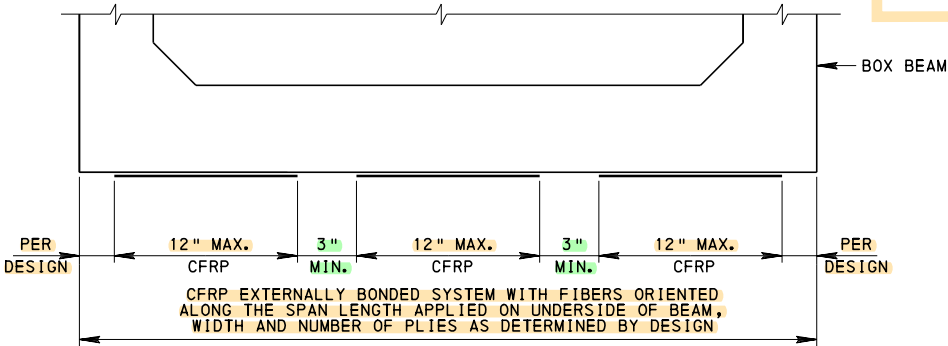 BOX BEAM
PER
DESIGN
12" MAX.
CFRP
3"
MIN.
12" MAX.
CFRP
3"
MIN.
12" MAX.
CFRP
PER
DESIGN
CFRP EXTERNALLY BONDED SYSTEM WITH FIBERS ORIENTED
ALONG THE SPAN LENGTH APPLIED ON UNDERSIDE OF BEAM,
WIDTH AND NUMBER OF PLIES AS DETERMINED BY DESIGN